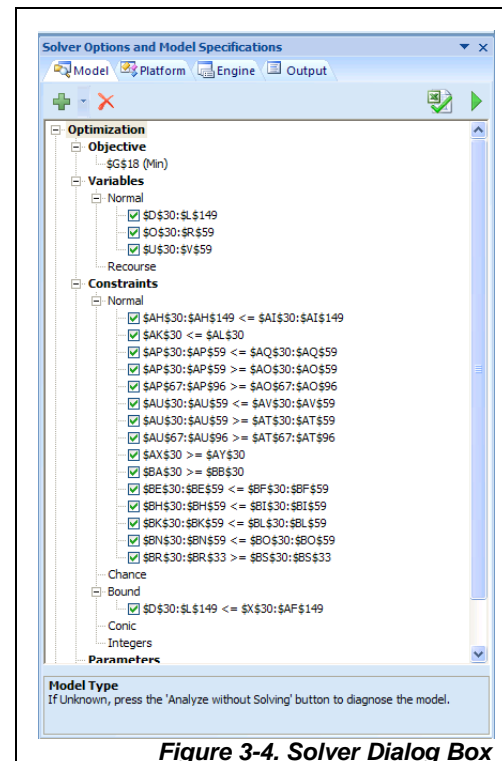 Solver Options and Model Specifications
Model Platform Engine Output
Optimization
Objective
$G$18 (Min)
Variables
Normal
$D$30:$L$149
$O$30:$R$59
$U$30:$V$59
Recourse
Constraints
Normal
$AH$30:$AH$149 <= $AI$30:$AI$149
$AK$30 <= $AL$30
$AP$30:$AP$59 <= $AQ$30:$AQ$59
$AP$30:$AP$59 >= $AO$30:$AO$59
$AP$67:$AP$96 >= $AO$67:$AO$96
$AU$30:$AU$59 <= $AV$30:$AV$59
$AU$30:$AU$59 >= $AT$30:$AT$59
$AU$67:$AU$96 >= $AT$67:$AT$96
$AX$30 >= $AY$30
$BA$30 >= $BB$30
$BE$30:$BE$59 <= $BF$30:$BF$59
$BH$30:$BH$59 <= $BI$30:$BI$59
$BK$30:$BK$59 <= $BL$30:$BL$59
$BN$30:$BN$59 <= $BO$30:$BO$59
$BR$30:$BR$33 >= $BS$30:$BS$33
Chance
Bound
$D$30:$L$149 <= $X$30:$AF$149
Conic
Integers
Parameters
Model Type
If Unknown, press the 'Analyze without Solving' button to diagnose the model.
Figure 3-4. Solver Dialog Box